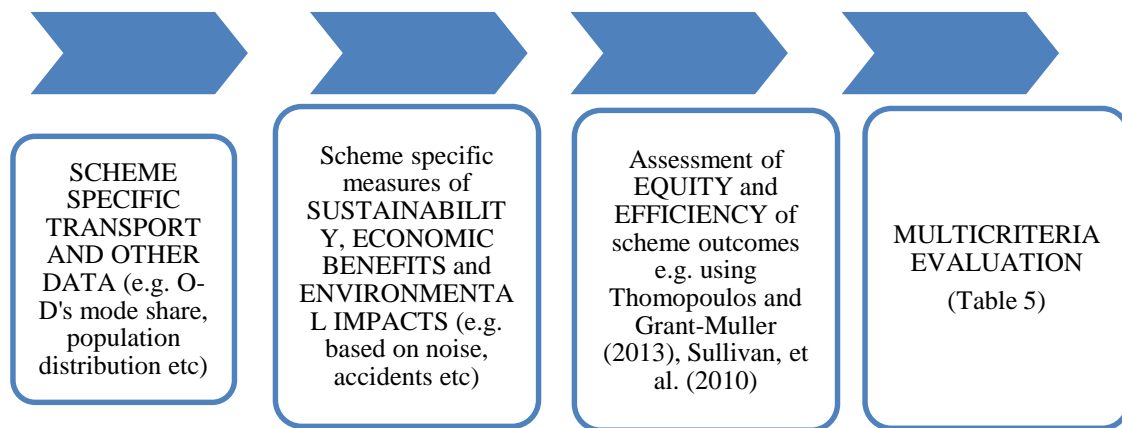 SCHEME
SPECIFIC
TRANSPORT
AND OTHER
DATA (e.g. O-
D's mode share,
population
distribution etc)
Scheme specific
measures of
SUSTAINABILIT
Y, ECONOMIC
BENEFITS and
ENVIRONMENTA
L IMPACTS (e.g.
based on noise,
accidents etc)
Assessment of
EQUITY and
EFFICIENCY of
scheme outcomes
e.g. using
Thomopoulos and
Grant-Muller
(2013), Sullivan, et
al. (2010)
MULTICRITERIA
EVALUATION
(Table 5)